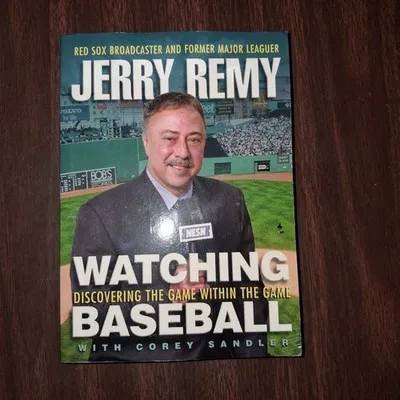 RED SOX BROADCASTER AND FORMER MAJOR LEAGUER
JERRY REMY
BOB'S
NESN
WATCHING
DISCOVERING THE GAME WITHIN THE GAME
BASEBALL
WITH COREY SANDLER